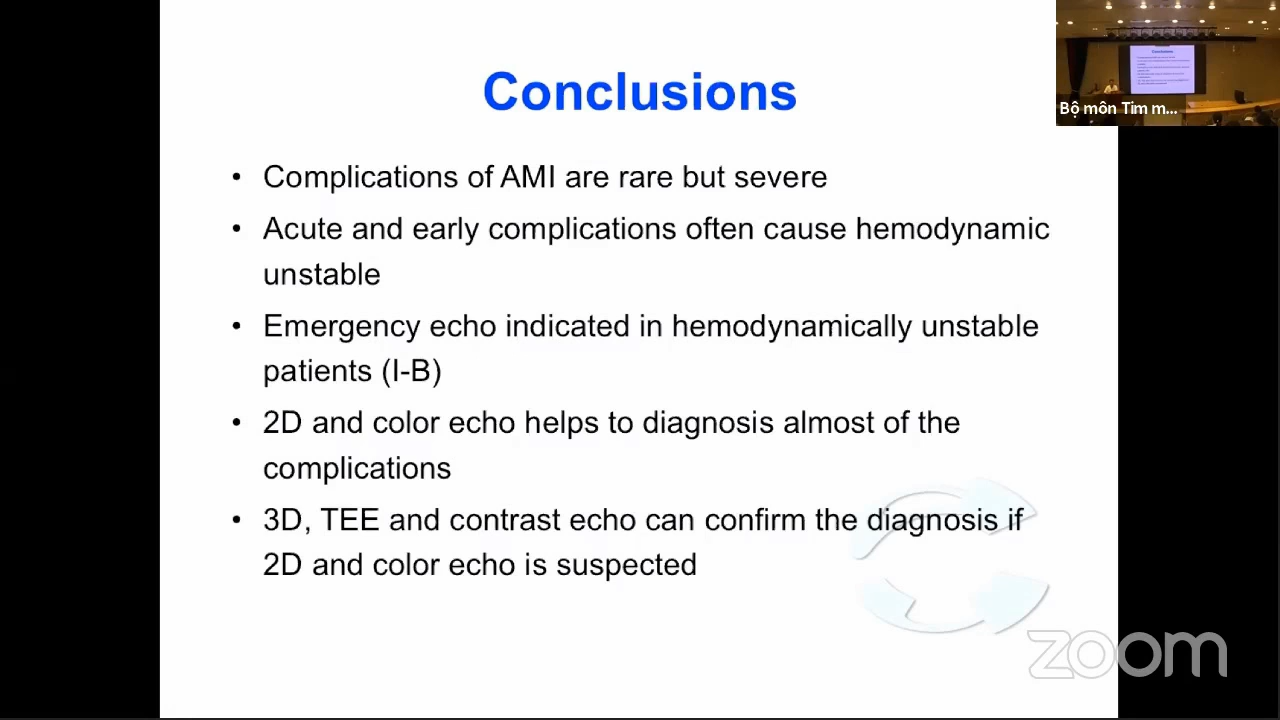 Conclusions
Bộ môn Tim m...
• Complications of AMI are rare but severe
• Acute and early complications often cause hemodynamic
unstable
• Emergency echo indicated in hemodynamically unstable
patients (I-B)
• 2D and color echo helps to diagnosis almost of the
complications
• 3D, TEE and contrast echo can confirm the diagnosis if
2D and color echo is suspected
zoom